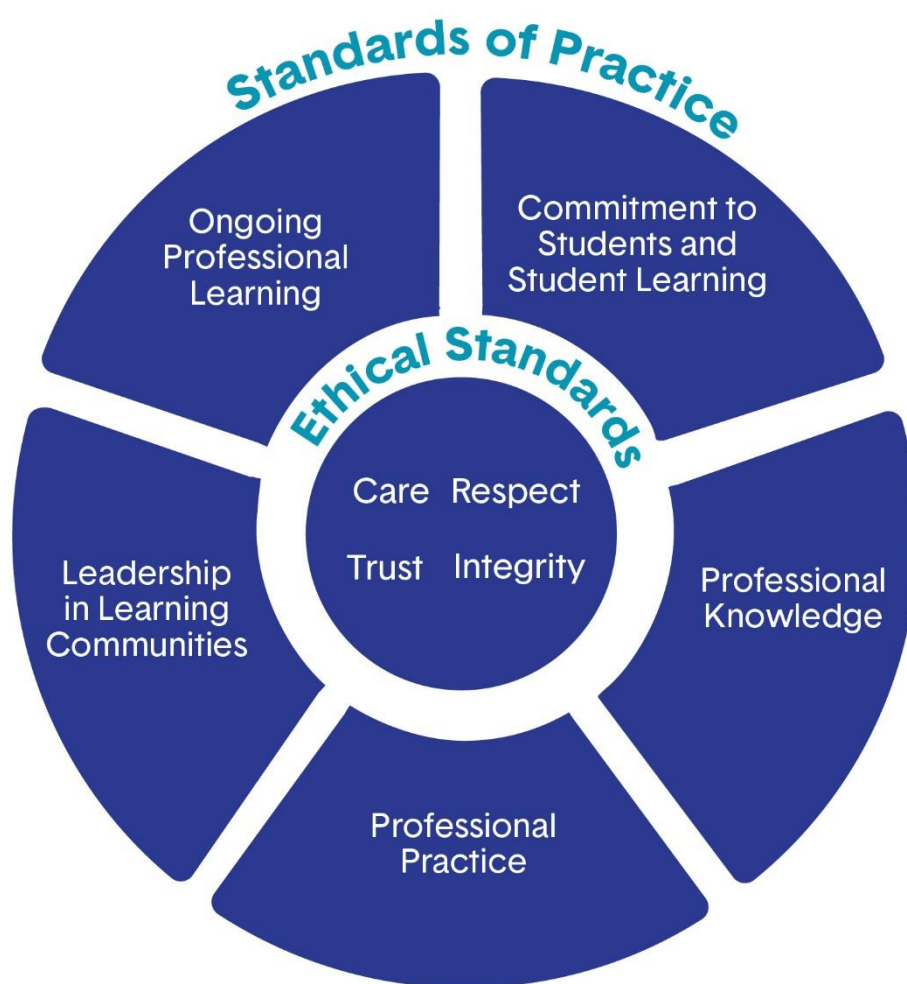 Standards of Practice
Ongoing
Professional
Learning
Commitment to
Students and
Student Learning
Ethical Standards
Care Respect
Trust Integrity
Leadership
in Learning
Communities
Professional
Knowledge
Professional
Practice